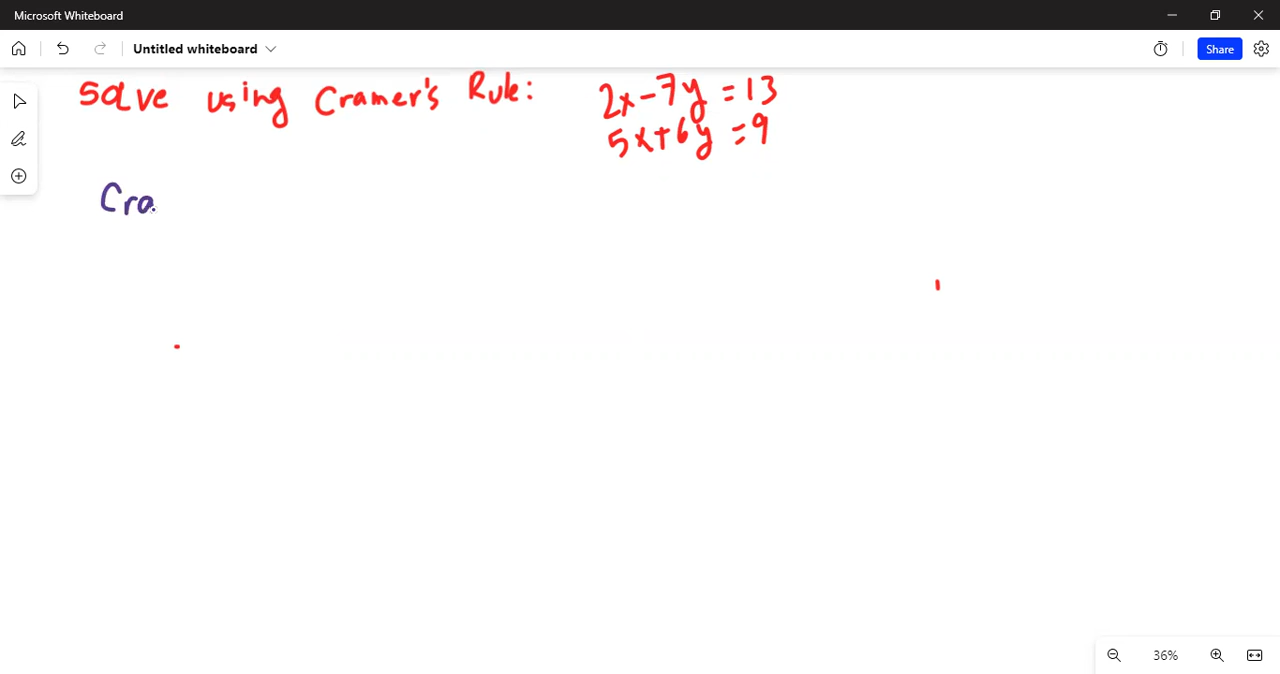 Microsoft Whiteboard
Untitled whiteboard
Share
Solve using Cramer's Rule: 2x-7y=13
5x+6y=9
Cra
36%